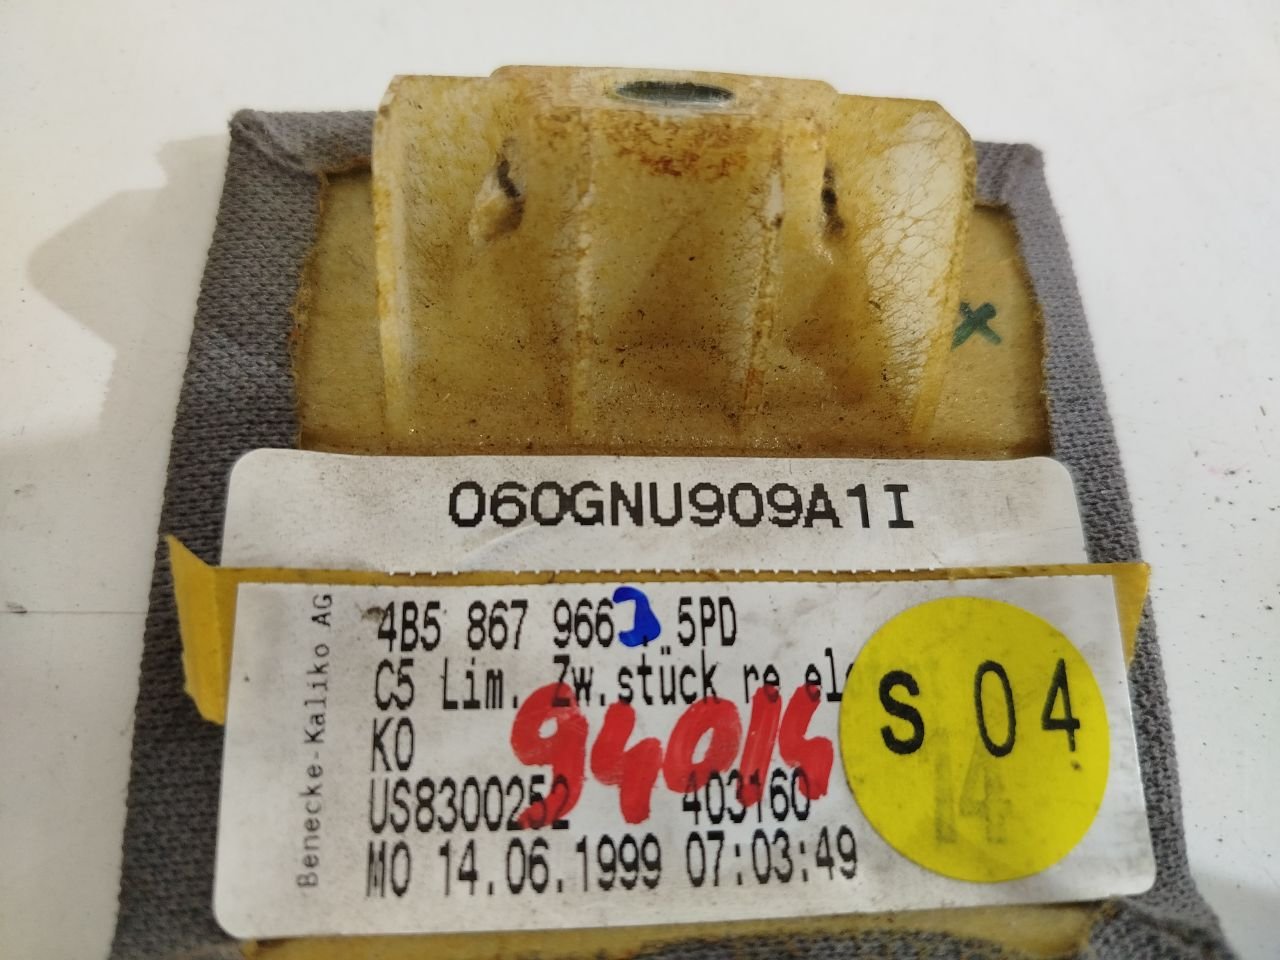 060GNU909A1I
Benecke-Kaliko AG
4B5 867 966 J 5PD
C5 Lim. Zw.stück re
KO
94014
US8300252 403160
MO 14.06.1999 07:03:49
S 04
14